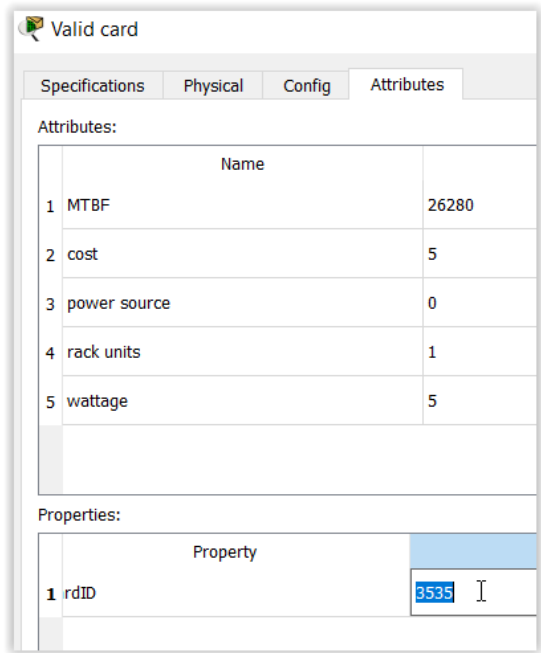 Valid card
Specifications Physical Config Attributes
Attributes:
Name
1 MTBF 26280
2 cost 5
3 power source 0
4 rack units 1
5 wattage 5
Properties:
Property
1 rdID 3535